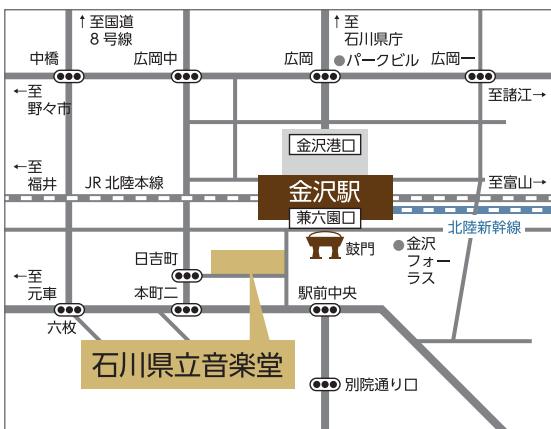 ↑至国道
8号線
↑至
石川県庁
中橋
広岡中
広岡
パークビル
広岡一
←至
野々市
至諸江→
金沢港口
←至
福井
JR北陸本線
金沢駅
至富山→
兼六園口
北陸新幹線
日吉町
鼓門
金沢
フォー
ラス
←至
元車
本町二
駅前中央
六枚
石川県立音楽堂
別院通り口